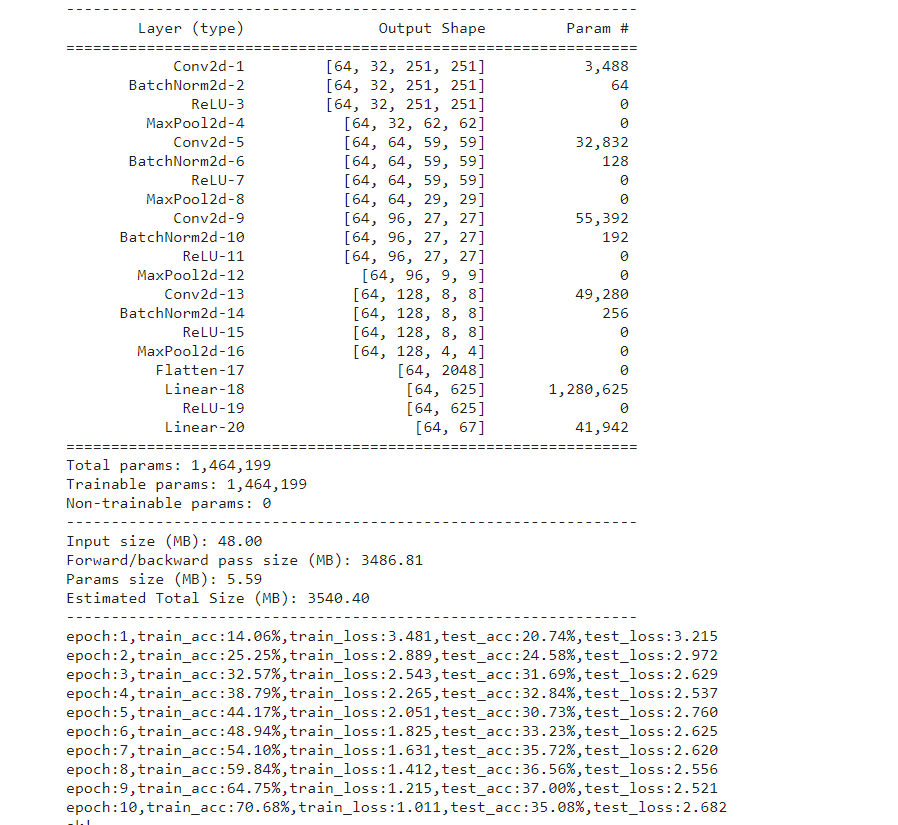 ----------------------------------------------------------------
Layer (type) Output Shape Param #
================================================================
Conv2d-1 [64, 32, 251, 251] 3,488
BatchNorm2d-2 [64, 32, 251, 251] 64
ReLU-3 [64, 32, 251, 251] 0
MaxPool2d-4 [64, 32, 62, 62] 0
Conv2d-5 [64, 64, 59, 59] 32,832
BatchNorm2d-6 [64, 64, 59, 59] 128
ReLU-7 [64, 64, 59, 59] 0
MaxPool2d-8 [64, 64, 29, 29] 0
Conv2d-9 [64, 96, 27, 27] 55,392
BatchNorm2d-10 [64, 96, 27, 27] 192
ReLU-11 [64, 96, 27, 27] 0
MaxPool2d-12 [64, 96, 9, 9] 0
Conv2d-13 [64, 128, 8, 8] 49,280
BatchNorm2d-14 [64, 128, 8, 8] 256
ReLU-15 [64, 128, 8, 8] 0
MaxPool2d-16 [64, 128, 4, 4] 0
Flatten-17 [64, 2048] 0
Linear-18 [64, 625] 1,280,625
ReLU-19 [64, 625] 0
Linear-20 [64, 67] 41,942
================================================================
Total params: 1,464,199
Trainable params: 1,464,199
Non-trainable params: 0
----------------------------------------------------------------
Input size (MB): 48.00
Forward/backward pass size (MB): 3486.81
Params size (MB): 5.59
Estimated Total Size (MB): 3540.40
----------------------------------------------------------------
epoch:1,train_acc:14.06%,train_loss:3.481,test_acc:20.74%,test_loss:3.215
epoch:2,train_acc:25.25%,train_loss:2.889,test_acc:24.58%,test_loss:2.972
epoch:3,train_acc:32.57%,train_loss:2.543,test_acc:31.69%,test_loss:2.629
epoch:4,train_acc:38.79%,train_loss:2.265,test_acc:32.84%,test_loss:2.537
epoch:5,train_acc:44.17%,train_loss:2.051,test_acc:30.73%,test_loss:2.760
epoch:6,train_acc:48.94%,train_loss:1.825,test_acc:33.23%,test_loss:2.625
epoch:7,train_acc:54.10%,train_loss:1.631,test_acc:35.72%,test_loss:2.620
epoch:8,train_acc:59.84%,train_loss:1.412,test_acc:36.56%,test_loss:2.556
epoch:9,train_acc:64.75%,train_loss:1.215,test_acc:37.00%,test_loss:2.521
epoch:10,train_acc:70.68%,train_loss:1.011,test_acc:35.08%,test_loss:2.682